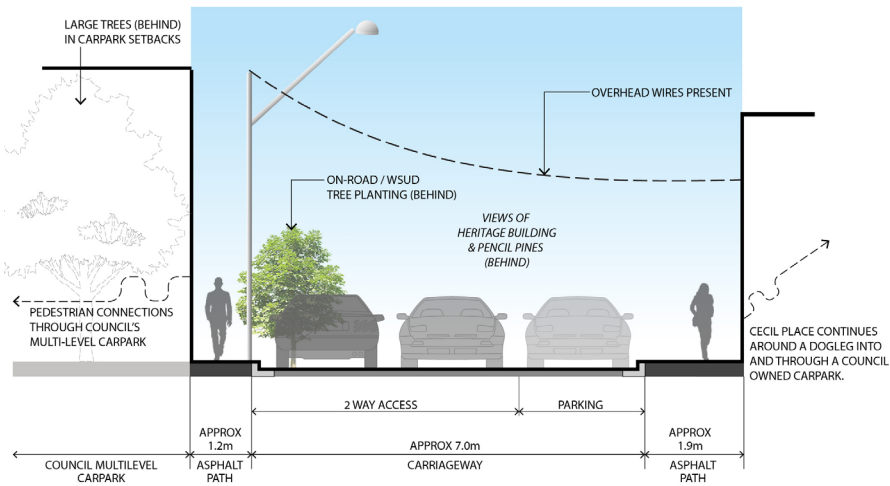 LARGE TREES (BEHIND)
IN CARPARK SETBACKS
OVERHEAD WIRES PRESENT
ON-ROAD / WSUD
TREE PLANTING (BEHIND)
VIEWS OF
HERITAGE BUILDING
& PENCIL PINES
(BEHIND)
PEDESTRIAN CONNECTIONS
THROUGH COUNCIL'S
MULTI-LEVEL CARPARK
CECIL PLACE CONTINUES
AROUND A DOGLEG INTO
AND THROUGH A COUNCIL
OWNED CARPARK.
2 WAY ACCESS
PARKING
APPROX
1.2m
APPROX 7.0m
APPROX
1.9m
COUNCIL MULTILEVEL
CARPARK
ASPHALT
PATH
CARRIAGEWAY
ASPHALT
PATH